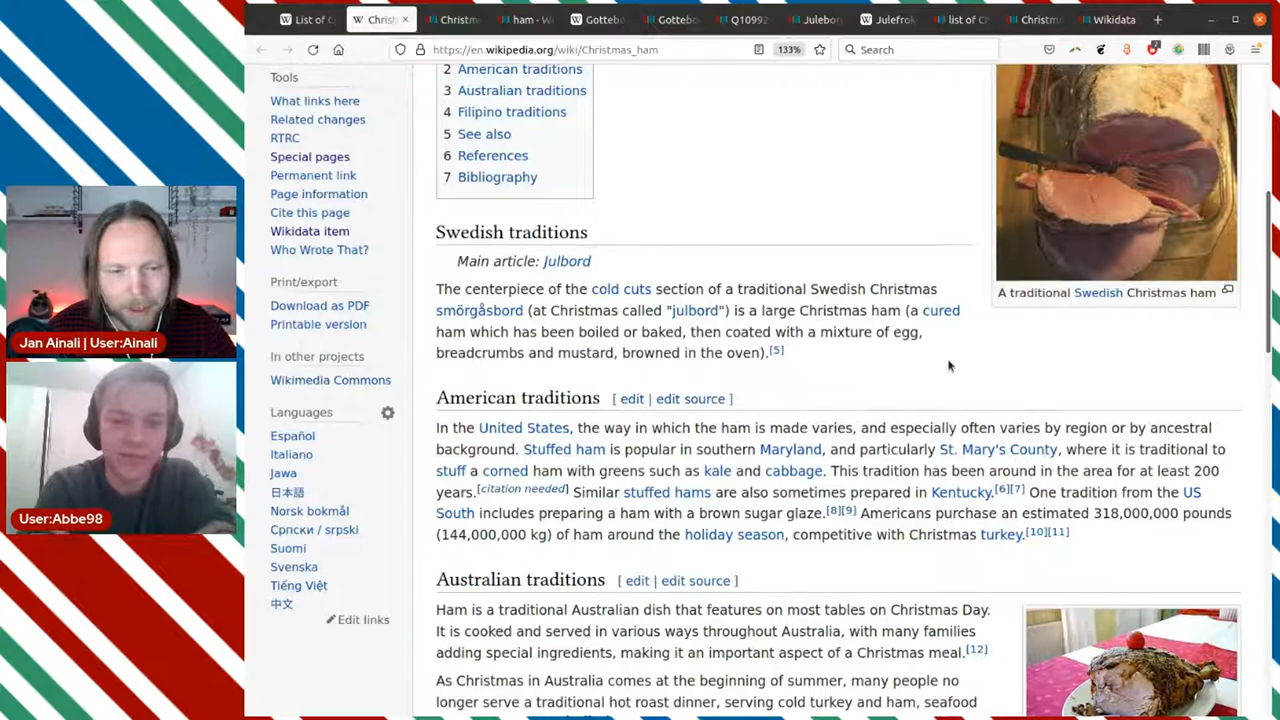 List of C
Christ
Christm
ham - Wi
Gottebo
Gottebo
Q10992
Julebor
Julefrok
list of C
Christm
Wikidata
https://en.wikipedia.org/wiki/Christmas_ham
133%
Search
Tools
What links here
Related changes
RTRC
Special pages
Permanent link
Page information
Cite this page
Wikidata item
Who Wrote That?
Print/export
Download as PDF
Printable version
In other projects
Wikimedia Commons
Languages
Español
Italiano
Jawa
日本語
Norsk bokmål
Српски / srpski
Suomi
Svenska
Tiếng Việt
中文
Edit links
2 American traditions
3 Australian traditions
4 Filipino traditions
5 See also
6 References
7 Bibliography
A traditional Swedish Christmas ham
Swedish traditions
Main article: Julbord
The centerpiece of the cold cuts section of a traditional Swedish Christmas
smörgåsbord (at Christmas called "julbord") is a large Christmas ham (a cured
ham which has been boiled or baked, then coated with a mixture of egg,
breadcrumbs and mustard, browned in the oven).[5]
American traditions [ edit | edit source ]
In the United States, the way in which the ham is made varies, and especially often varies by region or by ancestral
background. Stuffed ham is popular in southern Maryland, and particularly St. Mary's County, where it is traditional to
stuff a corned ham with greens such as kale and cabbage. This tradition has been around in the area for at least 200
years.[citation needed] Similar stuffed hams are also sometimes prepared in Kentucky.[6][7] One tradition from the US
South includes preparing a ham with a brown sugar glaze.[8][9] Americans purchase an estimated 318,000,000 pounds
(144,000,000 kg) of ham around the holiday season, competitive with Christmas turkey.[10][11]
Australian traditions [ edit | edit source ]
Ham is a traditional Australian dish that features on most tables on Christmas Day.
It is cooked and served in various ways throughout Australia, with many families
adding special ingredients, making it an important aspect of a Christmas meal.[12]
As Christmas in Australia comes at the beginning of summer, many people no
longer serve a traditional hot roast dinner, serving cold turkey and ham, seafood
Jan Ainali | User:Ainali
User:Abbe98